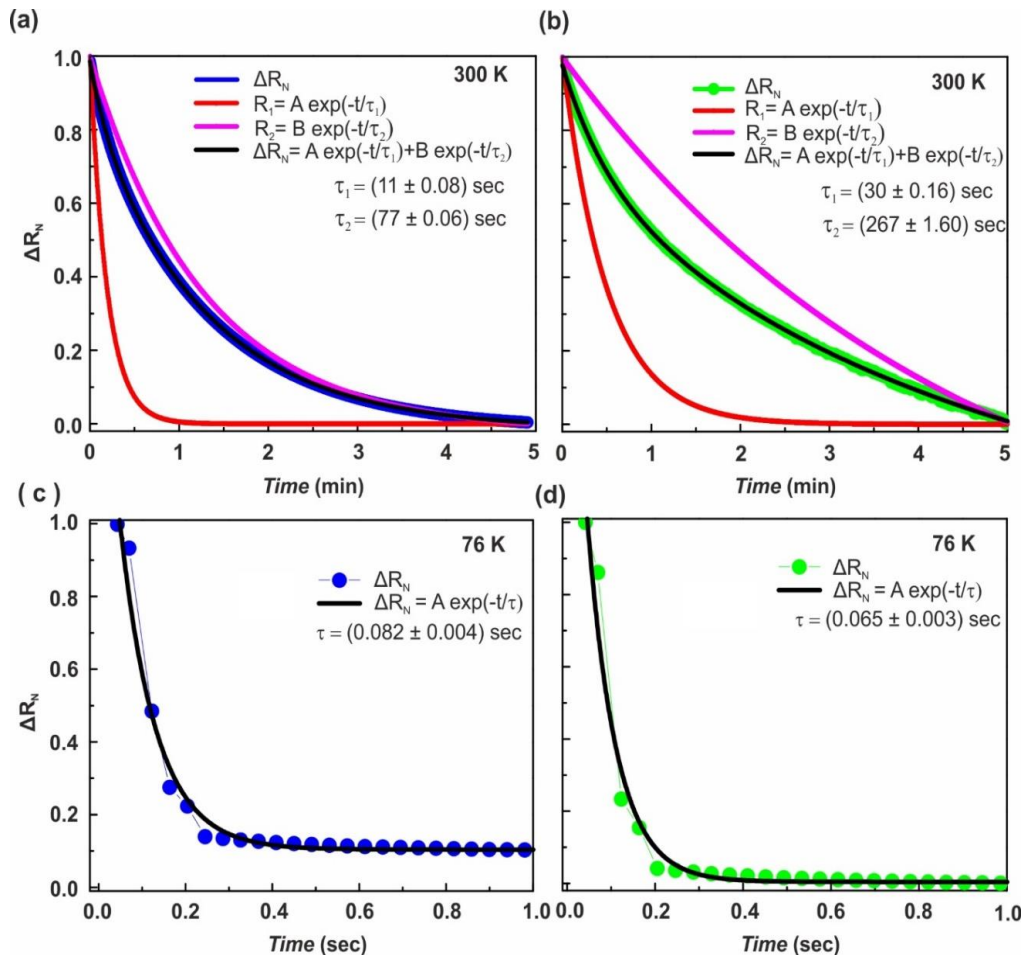 (a)
300 K
ΔR_N
R₁= A exp(-t/τ₁)
R₂= B exp(-t/τ₂)
ΔR_N= A exp(-t/τ₁)+B exp(-t/τ₂)
τ₁ = (11 ± 0.08) sec
τ₂ = (77 ± 0.06) sec
ΔR_N
1.0
0.8
0.6
0.4
0.2
0.0
0 1 2 3 4 5
Time (min)
(b)
300 K
ΔR_N
R₁= A exp(-t/τ₁)
R₂= B exp(-t/τ₂)
ΔR_N= A exp(-t/τ₁)+B exp(-t/τ₂)
τ₁ = (30 ± 0.16) sec
τ₂ = (267 ± 1.60) sec
0 1 2 3 4 5
Time (min)
( c )
76 K
ΔR_N
ΔR_N = A exp(-t/τ)
τ = (0.082 ± 0.004) sec
ΔR_N
1.0
0.8
0.6
0.4
0.2
0.0
0.0 0.2 0.4 0.6 0.8 1.0
Time (sec)
(d)
76 K
ΔR_N
ΔR_N = A exp(-t/τ)
τ = (0.065 ± 0.003) sec
0.0 0.2 0.4 0.6 0.8 1.0
Time (sec)